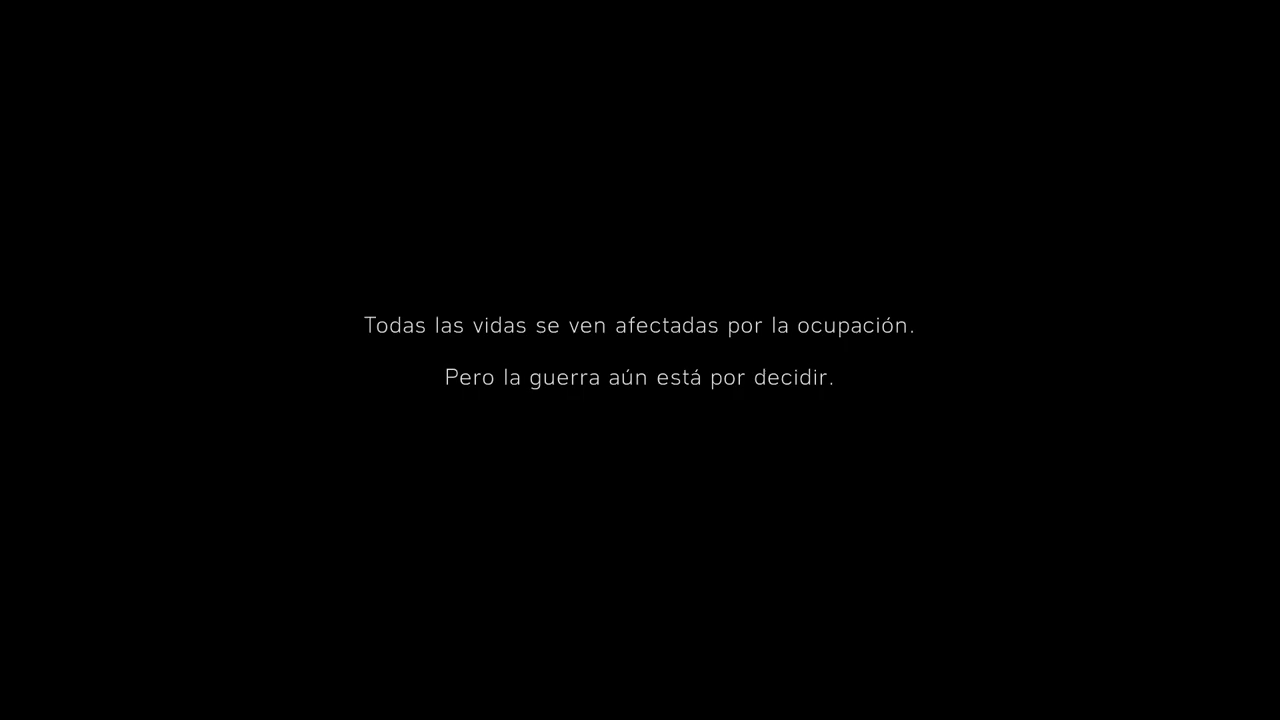 Todas las vidas se ven afectadas por la ocupación.
Pero la guerra aún está por decidir.